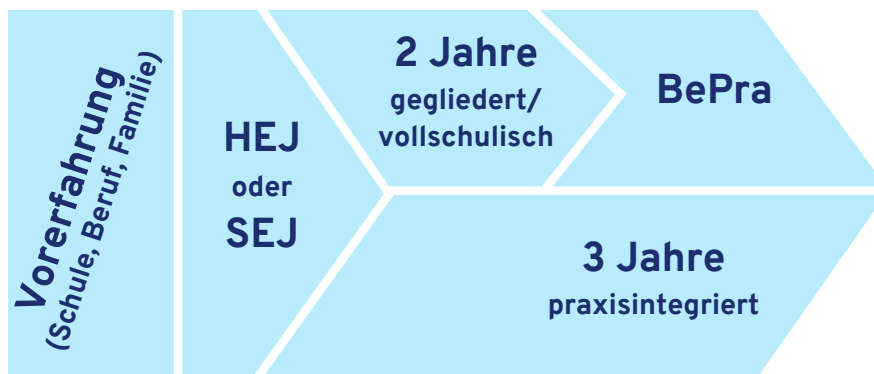 Vorerfahrung
(Schule, Beruf, Familie)
HEJ
oder
SEJ
2 Jahre
gegliedert/
vollschulisch
BePra
3 Jahre
praxisintegriert